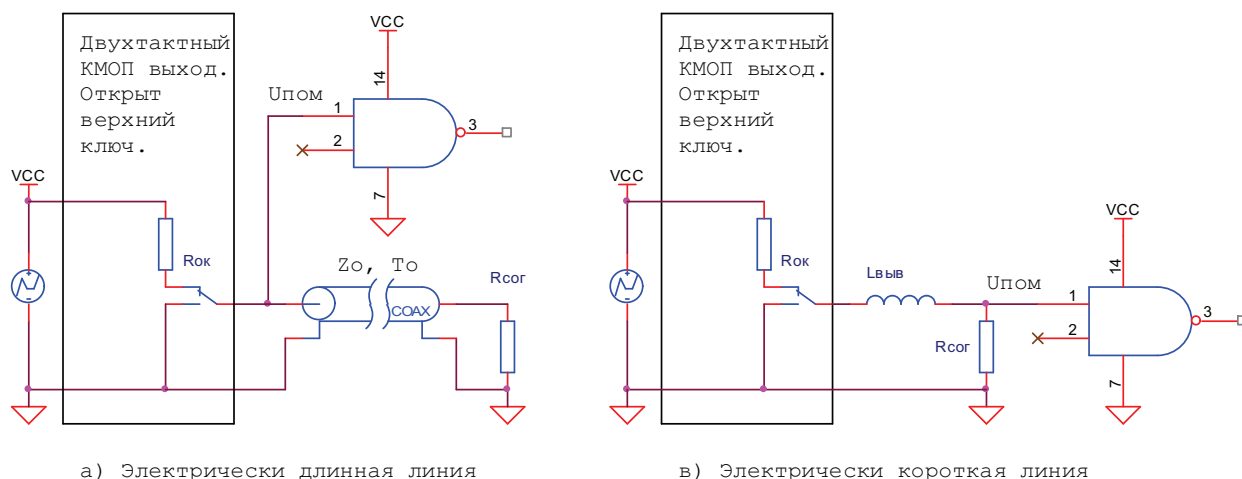 Двухтактный
КМОП выход.
Открыт
верхний
ключ.
VCC
14
Uпом
1
2
3
7
VCC
Rок
Zo, To
COAX
Rсог
а) Электрически длинная линия
Двухтактный
КМОП выход.
Открыт
верхний
ключ.
VCC
Rок
Lвыв
Uпом
Rсог
VCC
14
1
2
3
7
в) Электрически короткая линия